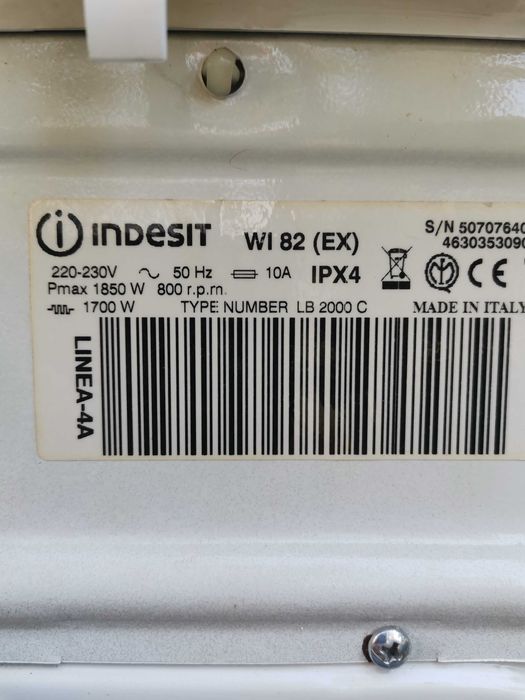 INDESIT WI 82 (EX)
S/N 50707640
4630353090
220-230V 50 Hz 10A IPX4 CE
Pmax 1850 W 800 r.p.m.
1700 W TYPE NUMBER LB 2000 C MADE IN ITALY
LINEA-4A